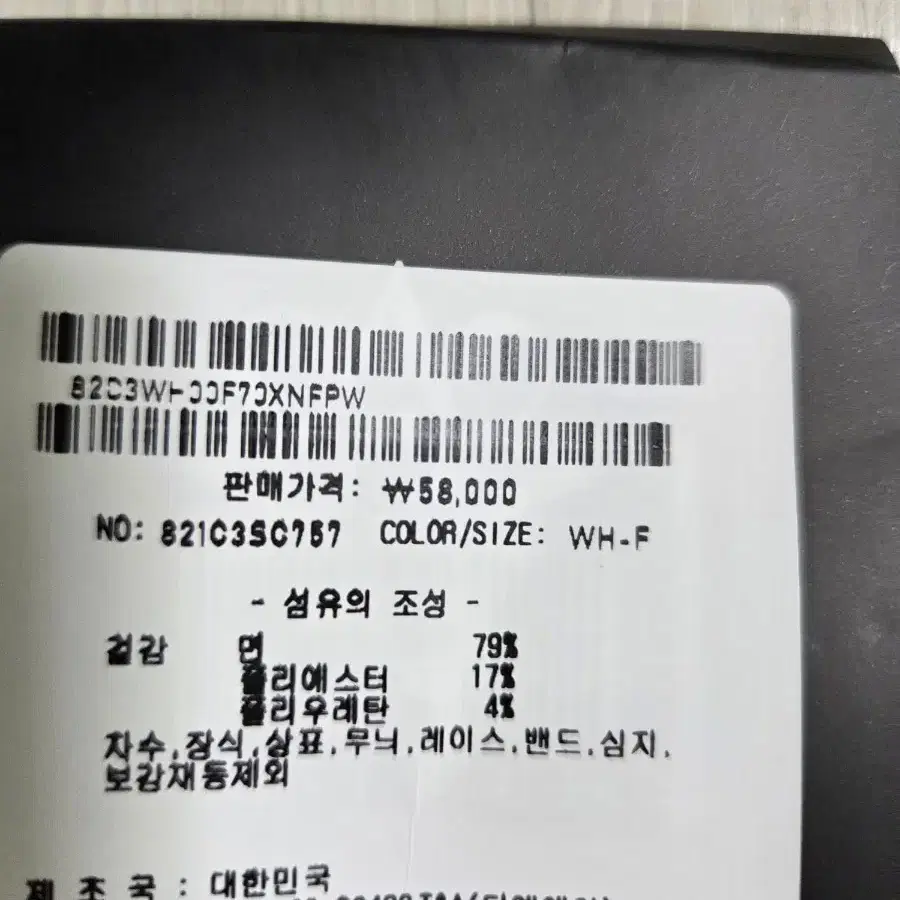 판매가격: ₩58,000
NO: 821C3SC757 COLOR/SIZE: WH-F
- 섬유의 조성 -
겉감 면 79%
폴리에스터 17%
폴리우레탄 4%
자수,장식,상표,무늬,레이스,밴드,심지,
보강재등제외
제 조 국 : 대한민국